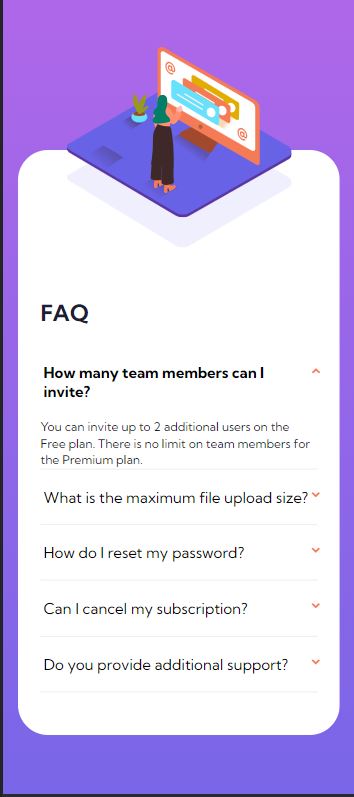 FAQ
How many team members can I
invite?
You can invite up to 2 additional users on the
Free plan. There is no limit on team members for
the Premium plan.
What is the maximum file upload size?
How do I reset my password?
Can I cancel my subscription?
Do you provide additional support?